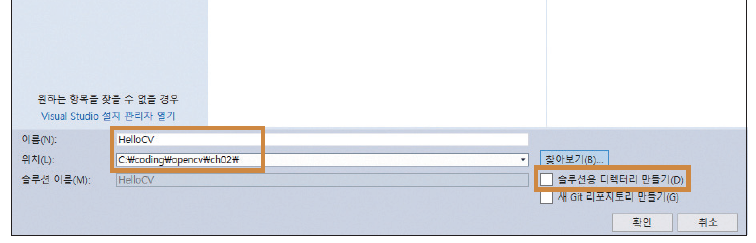 원하는 항목을 찾을 수 없을 경우
Visual Studio 설치 관리자 열기
이름(N):
HelloCV
위치(L):
C:₩coding₩opencv₩ch02₩
찾아보기(B)...
솔루션 이름(M):
HelloCV
솔루션용 디렉터리 만들기(D)
새 Git 리포지토리 만들기(G)
확인
취소